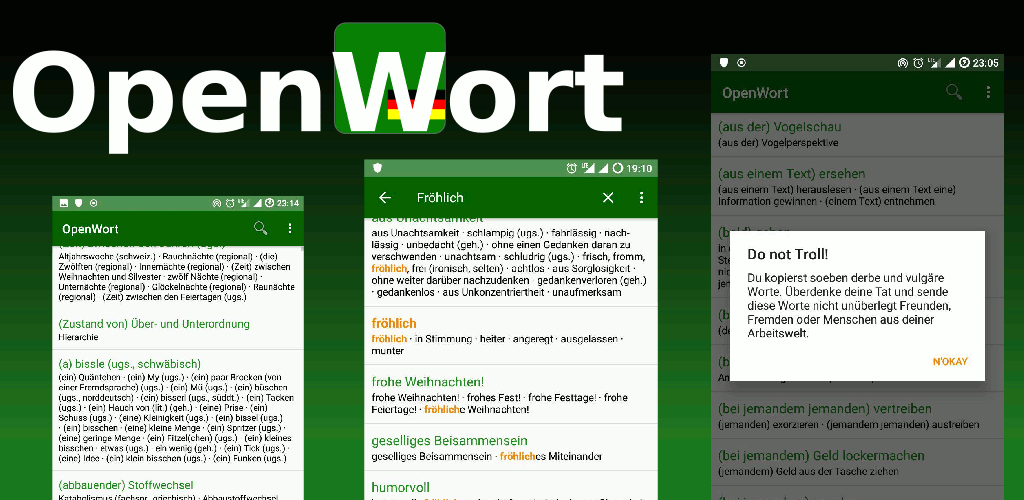 OpenWort
23:14
OpenWort
Altjahrswoche (schweiz.) · Rauchnächte (regional) · (die)
Zwölften (regional) · Innernächte (regional) · (Zeit) zwischen
Weihnachten und Silvester · zwölf Nächte (regional) ·
Unternächte (regional) · Glöckelnächte (regional) · Raunächte
(regional) · (Zeit) zwischen den Feiertagen (ugs.)
(Zustand von) Über- und Unterordnung
Hierarchie
(a) bissle (ugs., schwäbisch)
(ein) Quäntchen · (ein) My (ugs.) · (ein) paar Brocken (von
einer Fremdsprache) (ugs.) · (ein) Mü (ugs.) · (ein) büschen
(ugs., norddeutsch) · (ein) bisserl (ugs., süddt.) · (ein) Tacken
(ugs.) · (ein) Hauch von (lit.) (geh.) · (eine) Prise · (ein)
Schuss (ugs.) · (eine) Kleinigkeit (ugs.) · (ein) bissel (ugs.)
· (ein) bisschen · (eine) kleine Menge · (ein) Spritzer (ugs.) ·
(eine) geringe Menge · (ein) Fitzel(chen) (ugs.) · (ein) kleines
bisschen · etwas (ugs.) · ein wenig (geh.) · (ein) Tick (ugs.) ·
(eine) Idee · (ein) klein bisschen (ugs.) · (ein) Funken (ugs.)
(abbauender) Stoffwechsel
Katabolismus (fachspr., griechisch) · Abbaustoffwechsel
19:10
Fröhlich
aus Unachtsamkeit
aus Unachtsamkeit · schlampig (ugs.) · fahrlässig · nach-
lässig · unbedacht (geh.) · ohne einen Gedanken daran zu
verschwenden · unachtsam · schludrig (ugs.) · frisch, fromm,
fröhlich, frei (ironisch, selten) · achtlos · aus Sorglosigkeit ·
ohne weiter darüber nachzudenken · gedankenverloren (geh.)
· gedankenlos · aus Unkonzentriertheit · unaufmerksam
fröhlich
fröhlich · in Stimmung · heiter · angeregt · ausgelassen ·
munter
frohe Weihnachten!
frohe Weihnachten! · frohes Fest! · frohe Festtage! · frohe
Feiertage! · fröhliche Weihnachten!
geselliges Beisammensein
geselliges Beisammensein · fröhliches Miteinander
humorvoll
23:05
OpenWort
(aus der) Vogelschau
(aus der) Vogelperspektive
(aus einem Text) ersehen
(aus einem Text) herauslesen · (aus einem Text eine)
Information gewinnen · (einem Text) entnehmen
Do not Troll!
Du kopierst soeben derbe und vulgäre
Worte. Überdenke deine Tat und sende
diese Worte nicht unüberlegt Freunden,
Fremden oder Menschen aus deiner
Arbeitswelt.
N'OKAY
(bei jemandem jemanden) vertreiben
(jemanden) exorzieren · (jemandem jemanden) austreiben
(bei jemandem) Geld lockermachen
(jemandem) Geld aus der Tasche ziehen